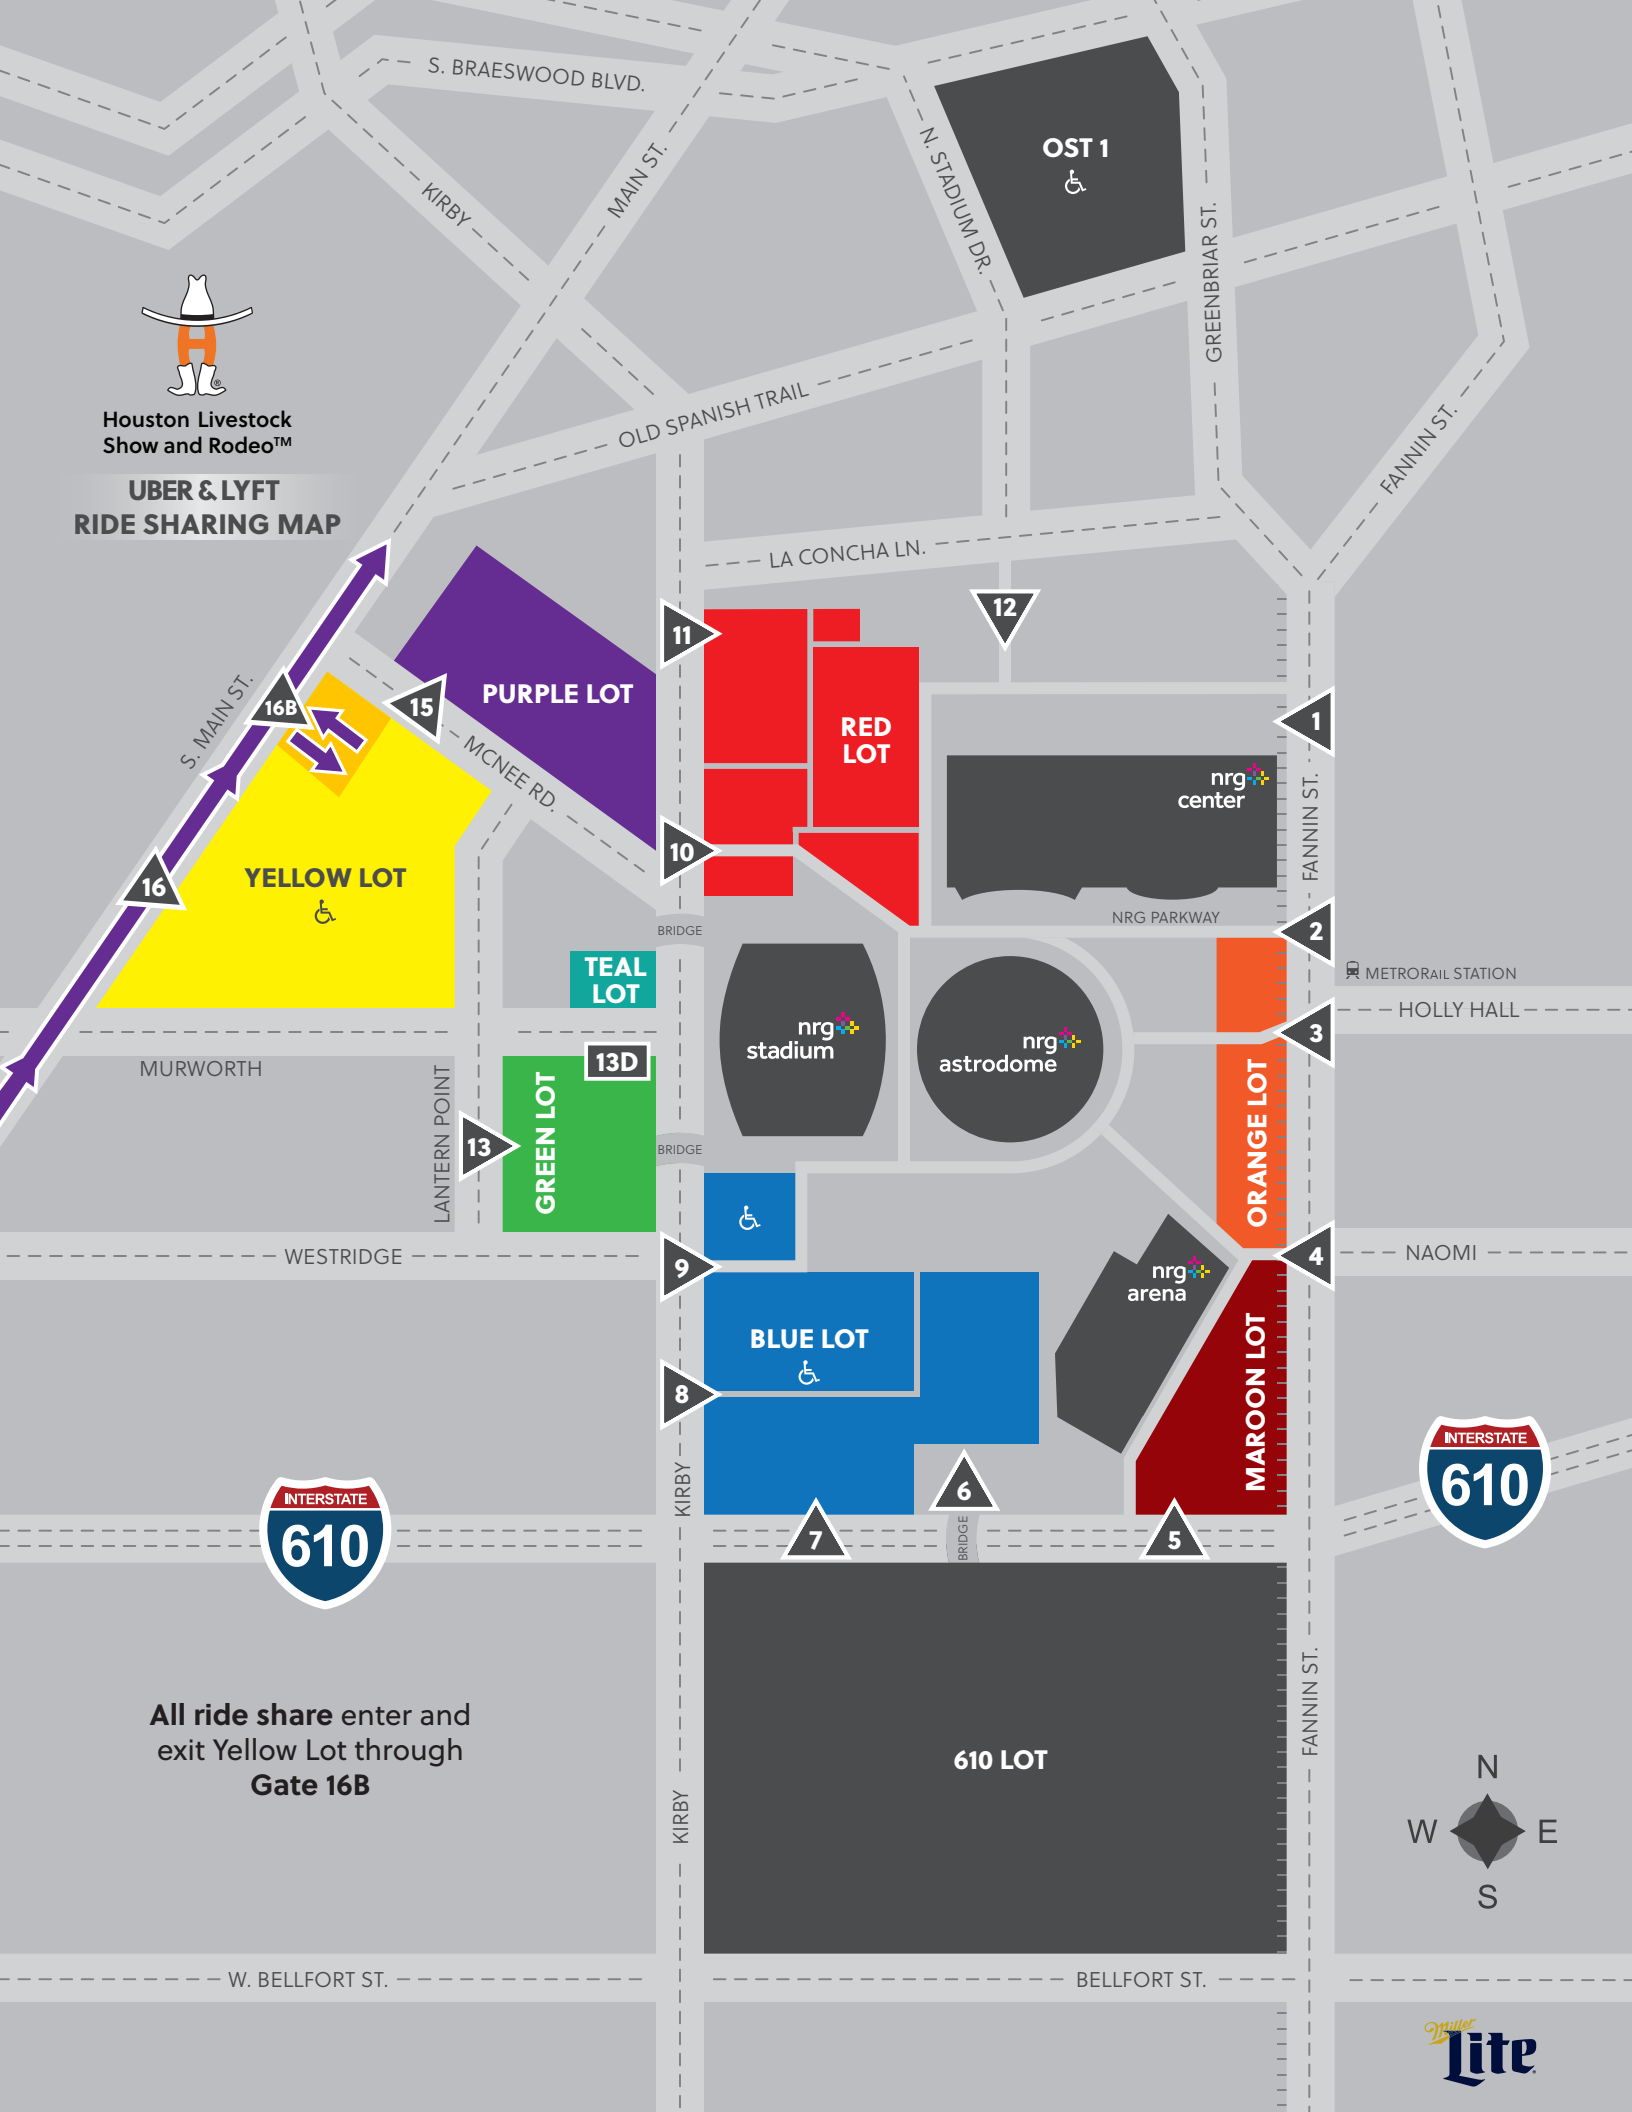 S. BRAESWOOD BLVD.
KIRBY
MAIN ST.
N. STADIUM DR.
OST 1
GREENBRIAR ST.
®
Houston Livestock
Show and Rodeo™
UBER & LYFT
RIDE SHARING MAP
OLD SPANISH TRAIL
FANNIN ST.
LA CONCHA LN.
12
11
PURPLE LOT
S. MAIN ST.
16B
15
RED
LOT
1
MCNEE RD.
nrg
center
FANNIN ST.
10
YELLOW LOT
16
NRG PARKWAY
BRIDGE
2
TEAL
LOT
METRORAIL STATION
HOLLY HALL
nrg
stadium
nrg
astrodome
3
MURWORTH
13D
LANTERN POINT
13
GREEN LOT
BRIDGE
ORANGE LOT
WESTRIDGE
9
nrg
arena
4
NAOMI
BLUE LOT
8
MAROON LOT
KIRBY
6
INTERSTATE
610
INTERSTATE
610
7
BRIDGE
5
All ride share enter and
exit Yellow Lot through
Gate 16B
610 LOT
FANNIN ST.
KIRBY
N
W
E
S
W. BELLFORT ST.
BELLFORT ST.
Miller
Lite